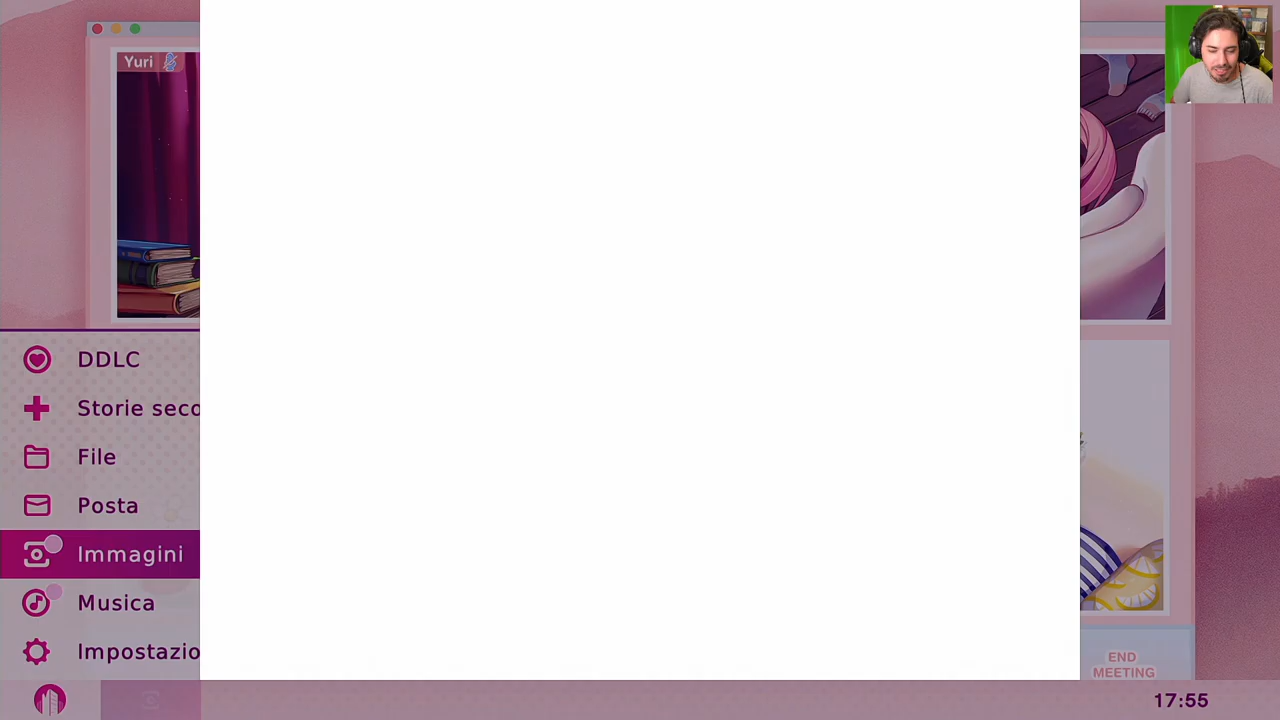 Yuri
DDLC
Storie seco
File
Posta
Immagini
Musica
Impostazio
END
MEETING
17:55